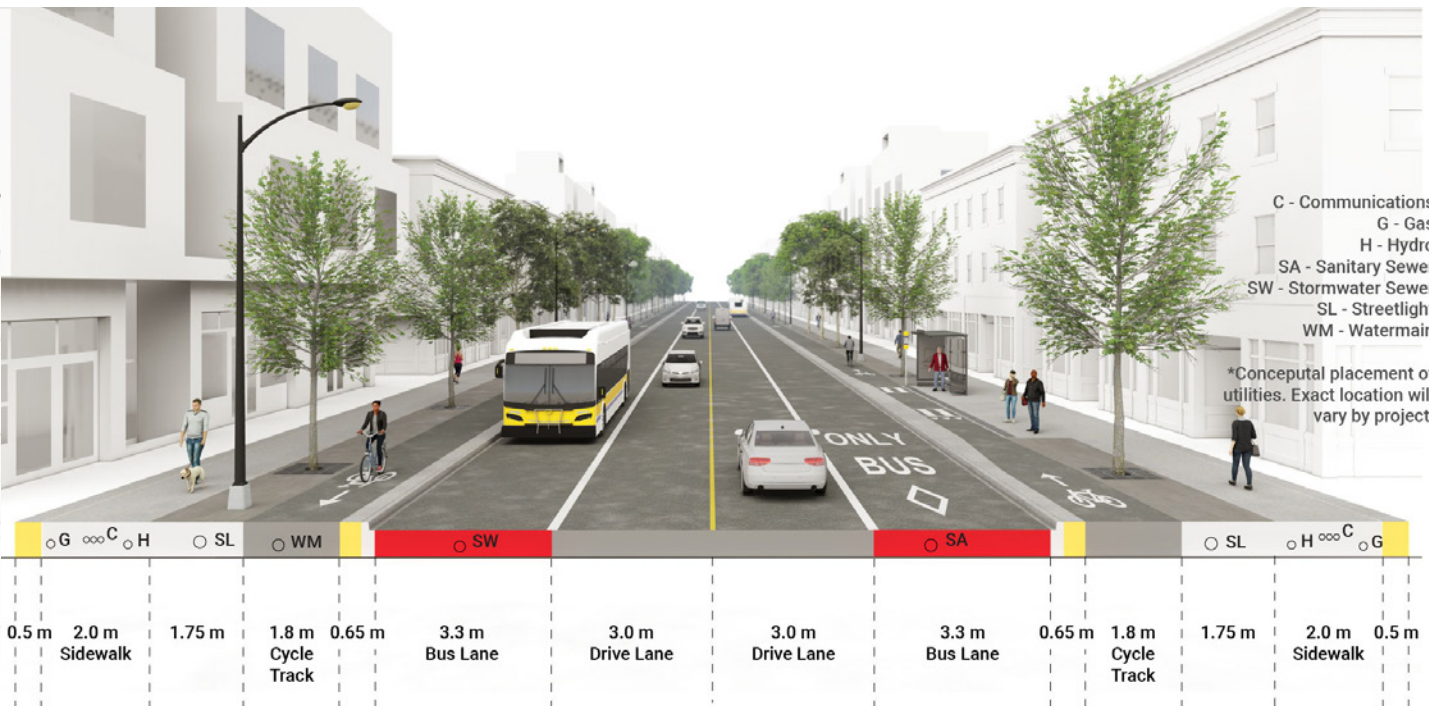 C - Communications
G - Gas
H - Hydro
SA - Sanitary Sewer
SW - Stormwater Sewer
SL - Streetlight
WM - Watermain
*Conceputal placement of
utilities. Exact location will
vary by project
ONLY
BUS
G C H SL WM SW SA SL H C G
0.5 m 2.0 m 1.75 m 1.8 m 0.65 m 3.3 m 3.0 m 3.0 m 3.3 m 0.65 m 1.8 m 1.75 m 2.0 m 0.5 m
Sidewalk Cycle Bus Lane Drive Lane Drive Lane Bus Lane Cycle Sidewalk
Track Track